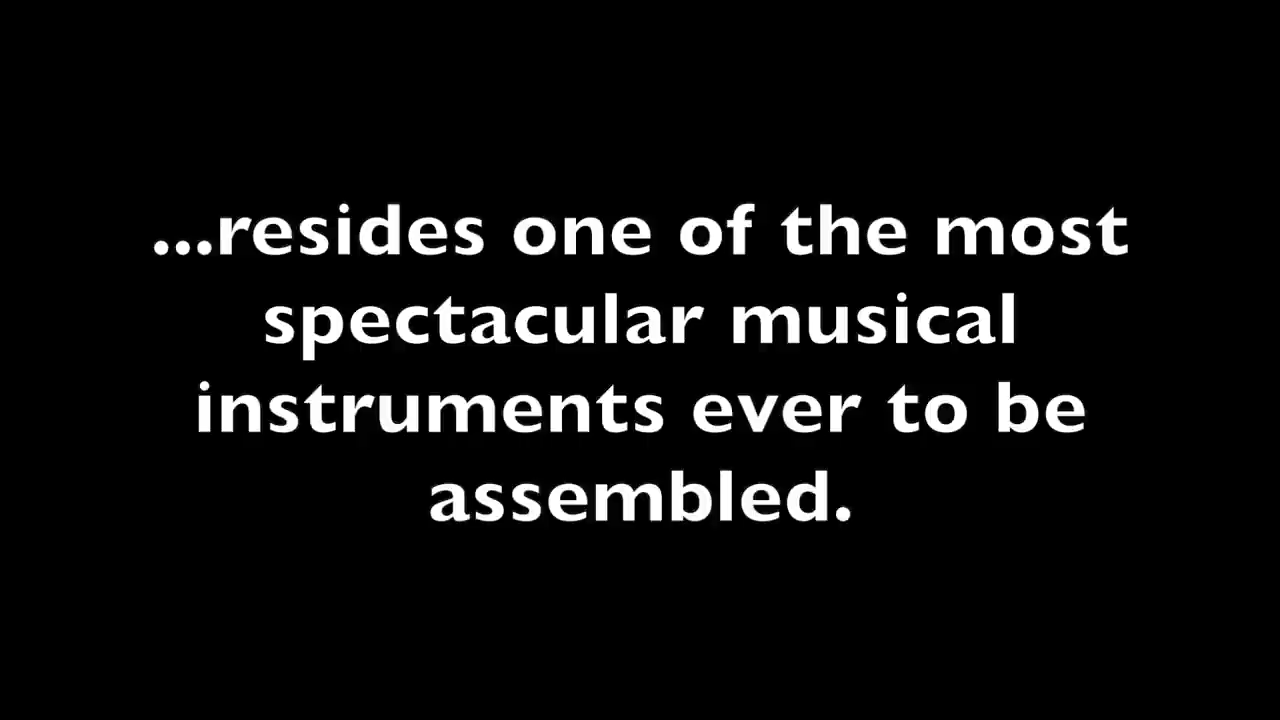 ...resides one of the most
spectacular musical
instruments ever to be
assembled.